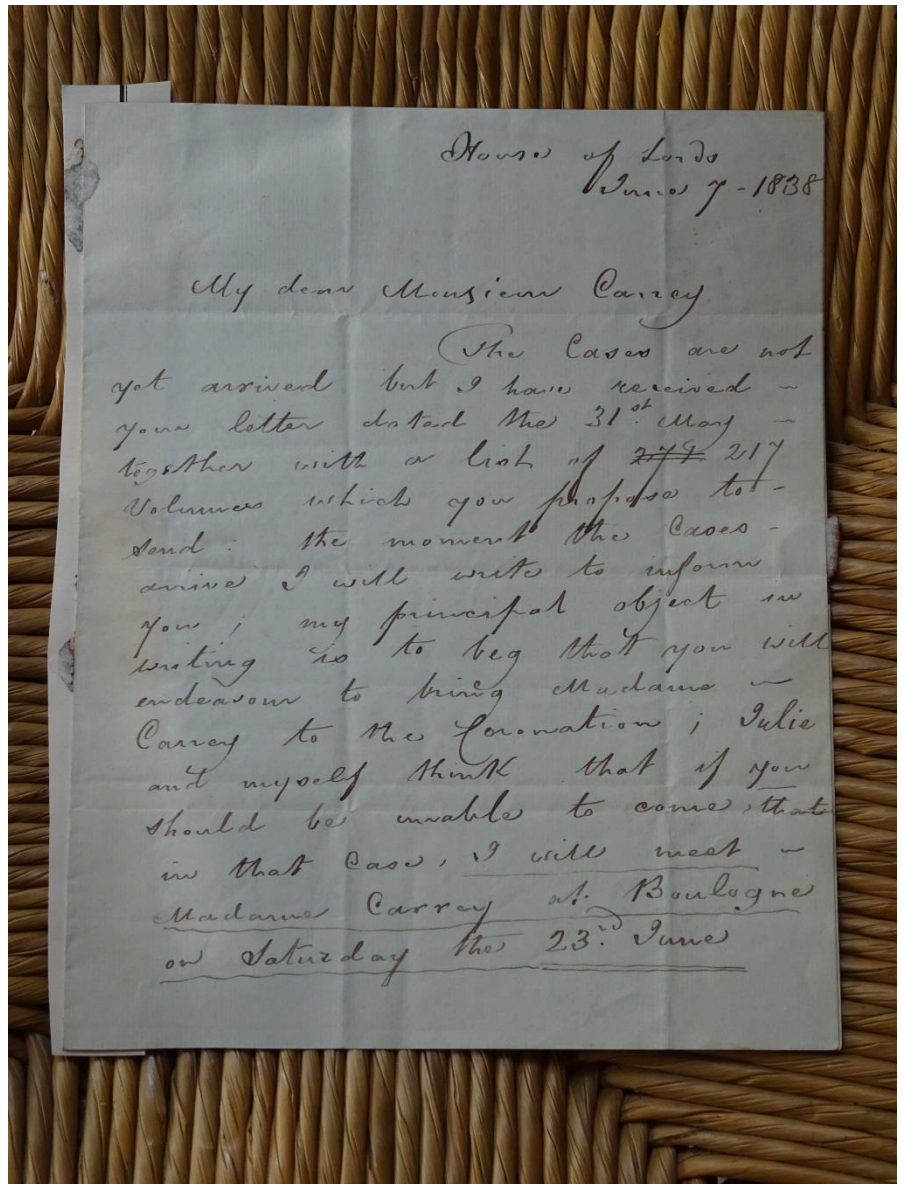 House of Lords
June 7 - 1838
My dear Monsieur Carrey
The Cases are not
yet arrived but I have received -
your letter dated the 31st. May -
together with a list of 279 217
Volumes which you propose to -
send. the moment the Cases -
arrive I will write to inform
you ; my principal object in
writing is to beg that you will
endeavour to bring Madame -
Carrey to the Coronation ; Julie
and myself think that if you
should be unable to come, that
in that Case, I will meet -
Madame Carrey at Boulogne
on Saturday the 23rd. June